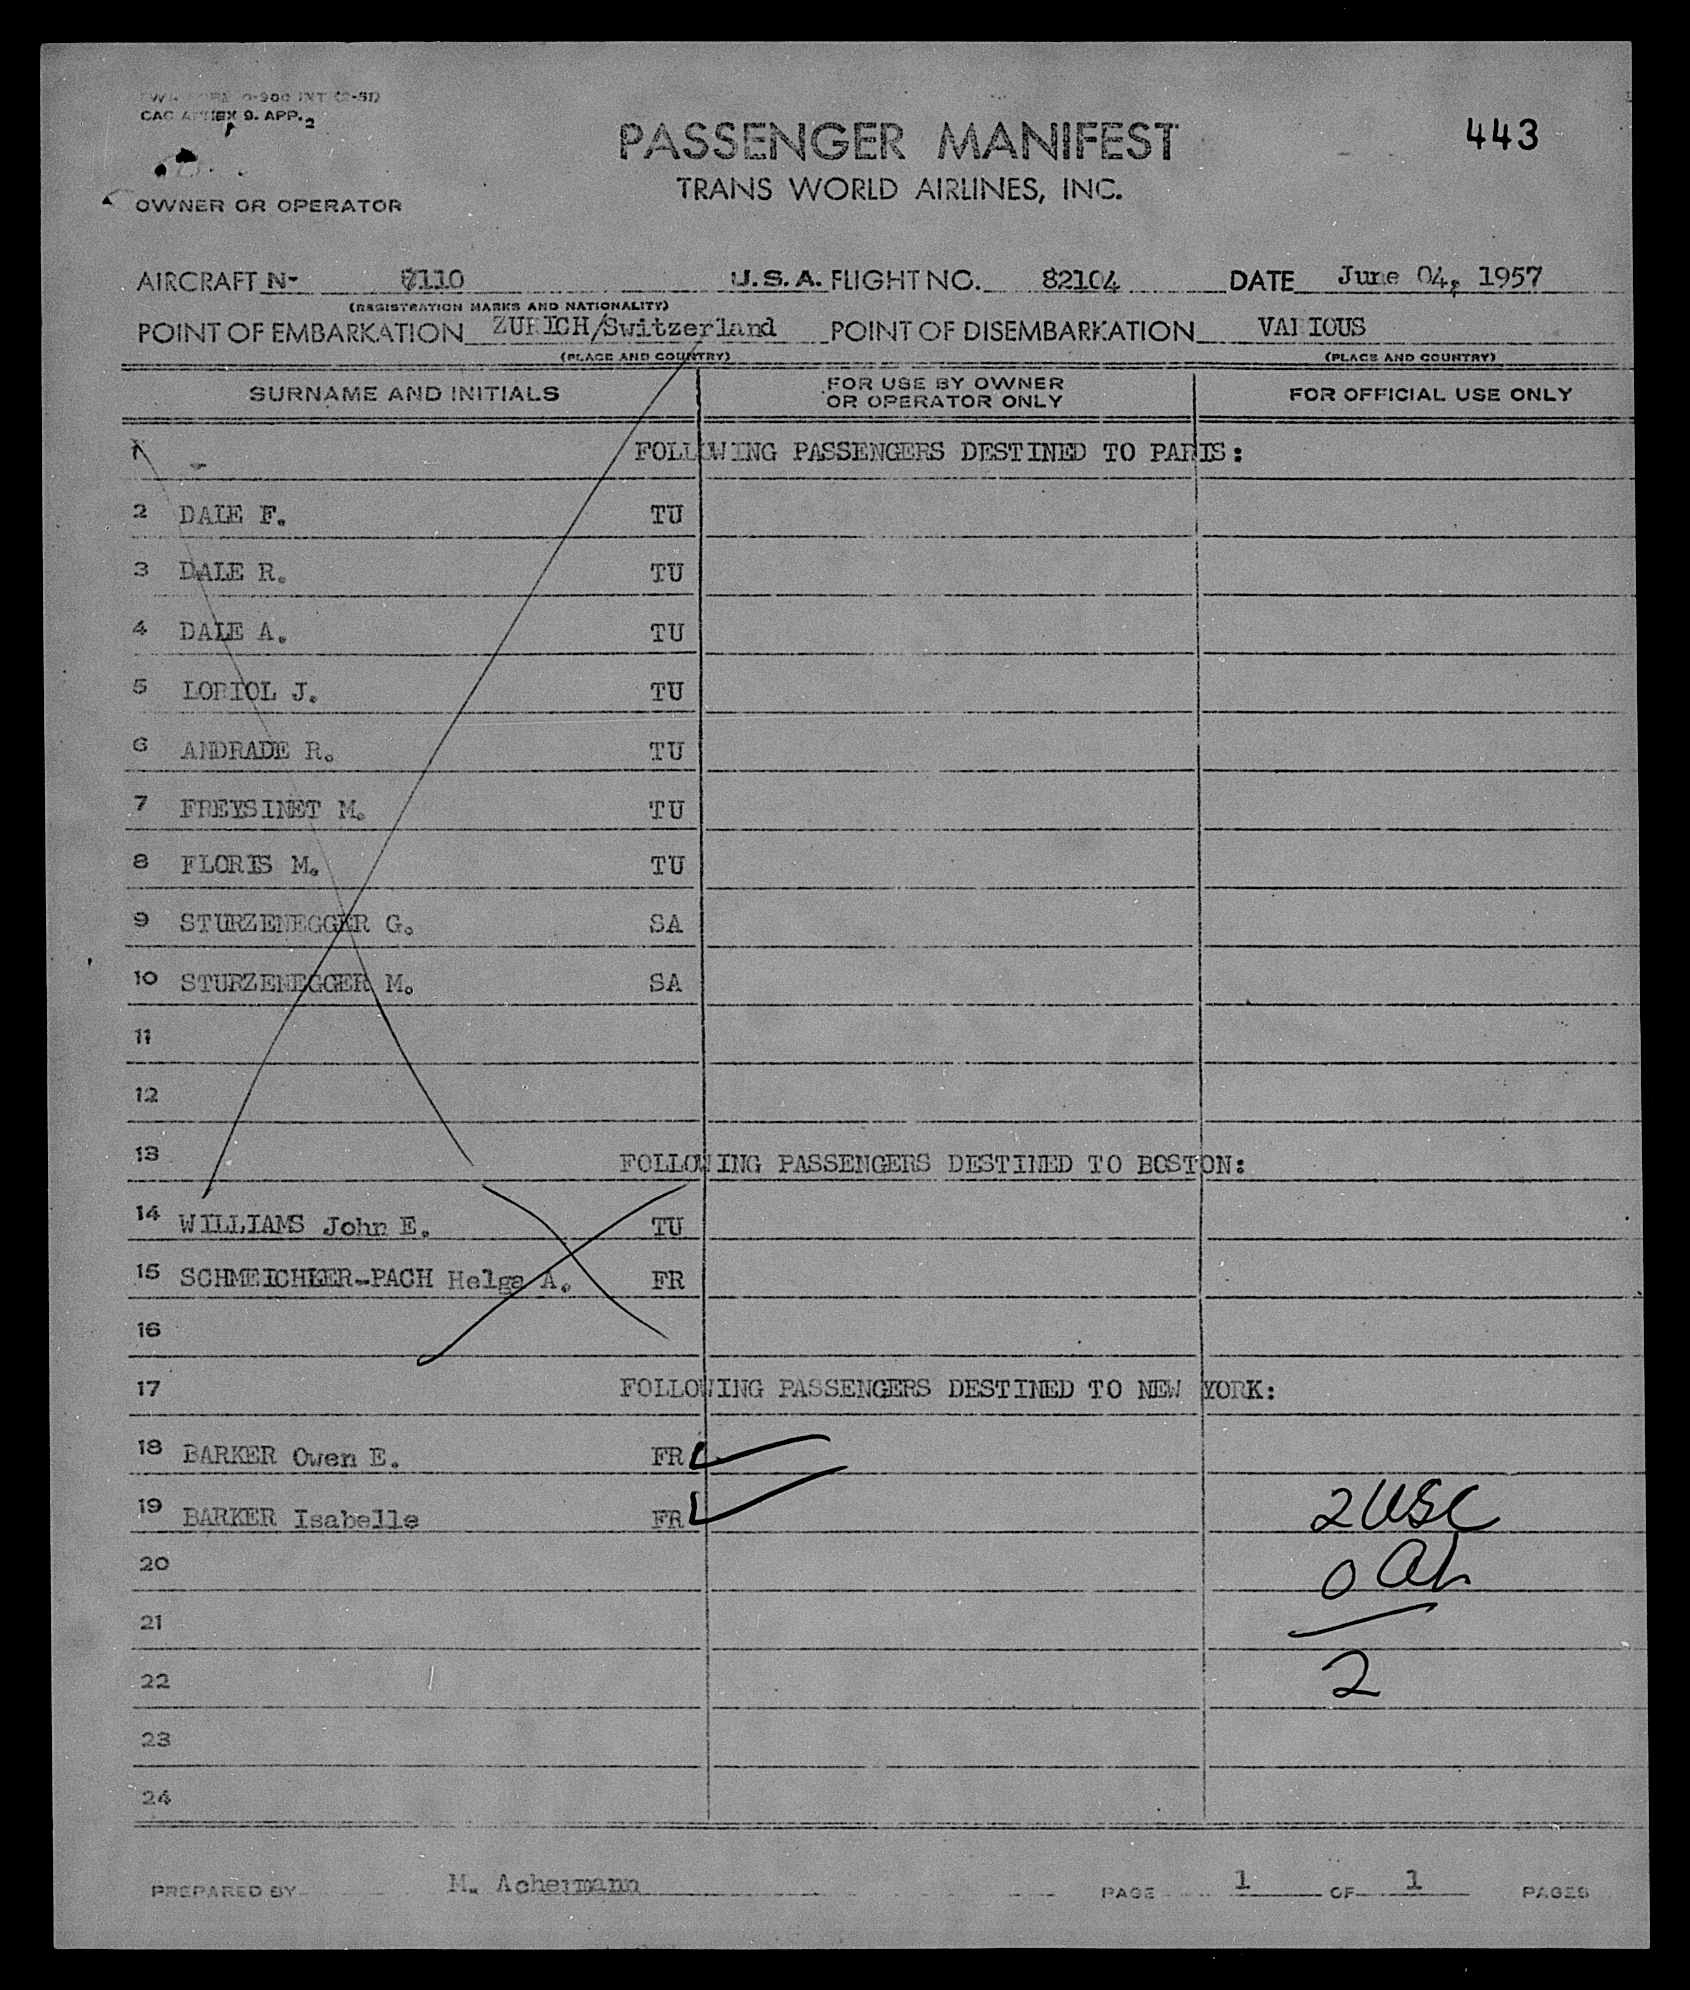 CAO ANNEX 9. APP. 2
PASSENGER MANIFEST
443
TRANS WORLD AIRLINES, INC.
OWNER OR OPERATOR
AIRCRAFT N- 7110 U.S.A. FLIGHT NO. 82104 DATE June 04, 1957
(REGISTRATION MARKS AND NATIONALITY)
POINT OF EMBARKATION ZURICH/Switzerland POINT OF DISEMBARKATION VARIOUS
(PLACE AND COUNTRY) (PLACE AND COUNTRY)
SURNAME AND INITIALS FOR USE BY OWNER OR OPERATOR ONLY FOR OFFICIAL USE ONLY
1 FOLLOWING PASSENGERS DESTINED TO PARIS:
2 DALE F. TU
3 DALE R. TU
4 DALE A. TU
5 LORIOL J. TU
6 ANDRADE R. TU
7 FREYSINET M. TU
8 FLORIS M. TU
9 STURZENEGGER G. SA
10 STURZENEGGER M. SA
11
12
13 FOLLOWING PASSENGERS DESTINED TO BOSTON:
14 WILLIAMS John E. TU
15 SCHMEICHLER-PACH Helga A. FR
16
17 FOLLOWING PASSENGERS DESTINED TO NEW YORK:
18 BARKER Owen E. FR
19 BARKER Isabelle FR 2 USC
20 0 Al
21
22 2
23
24
PREPARED BY M. Achermann PAGE 1 OF 1 PAGES